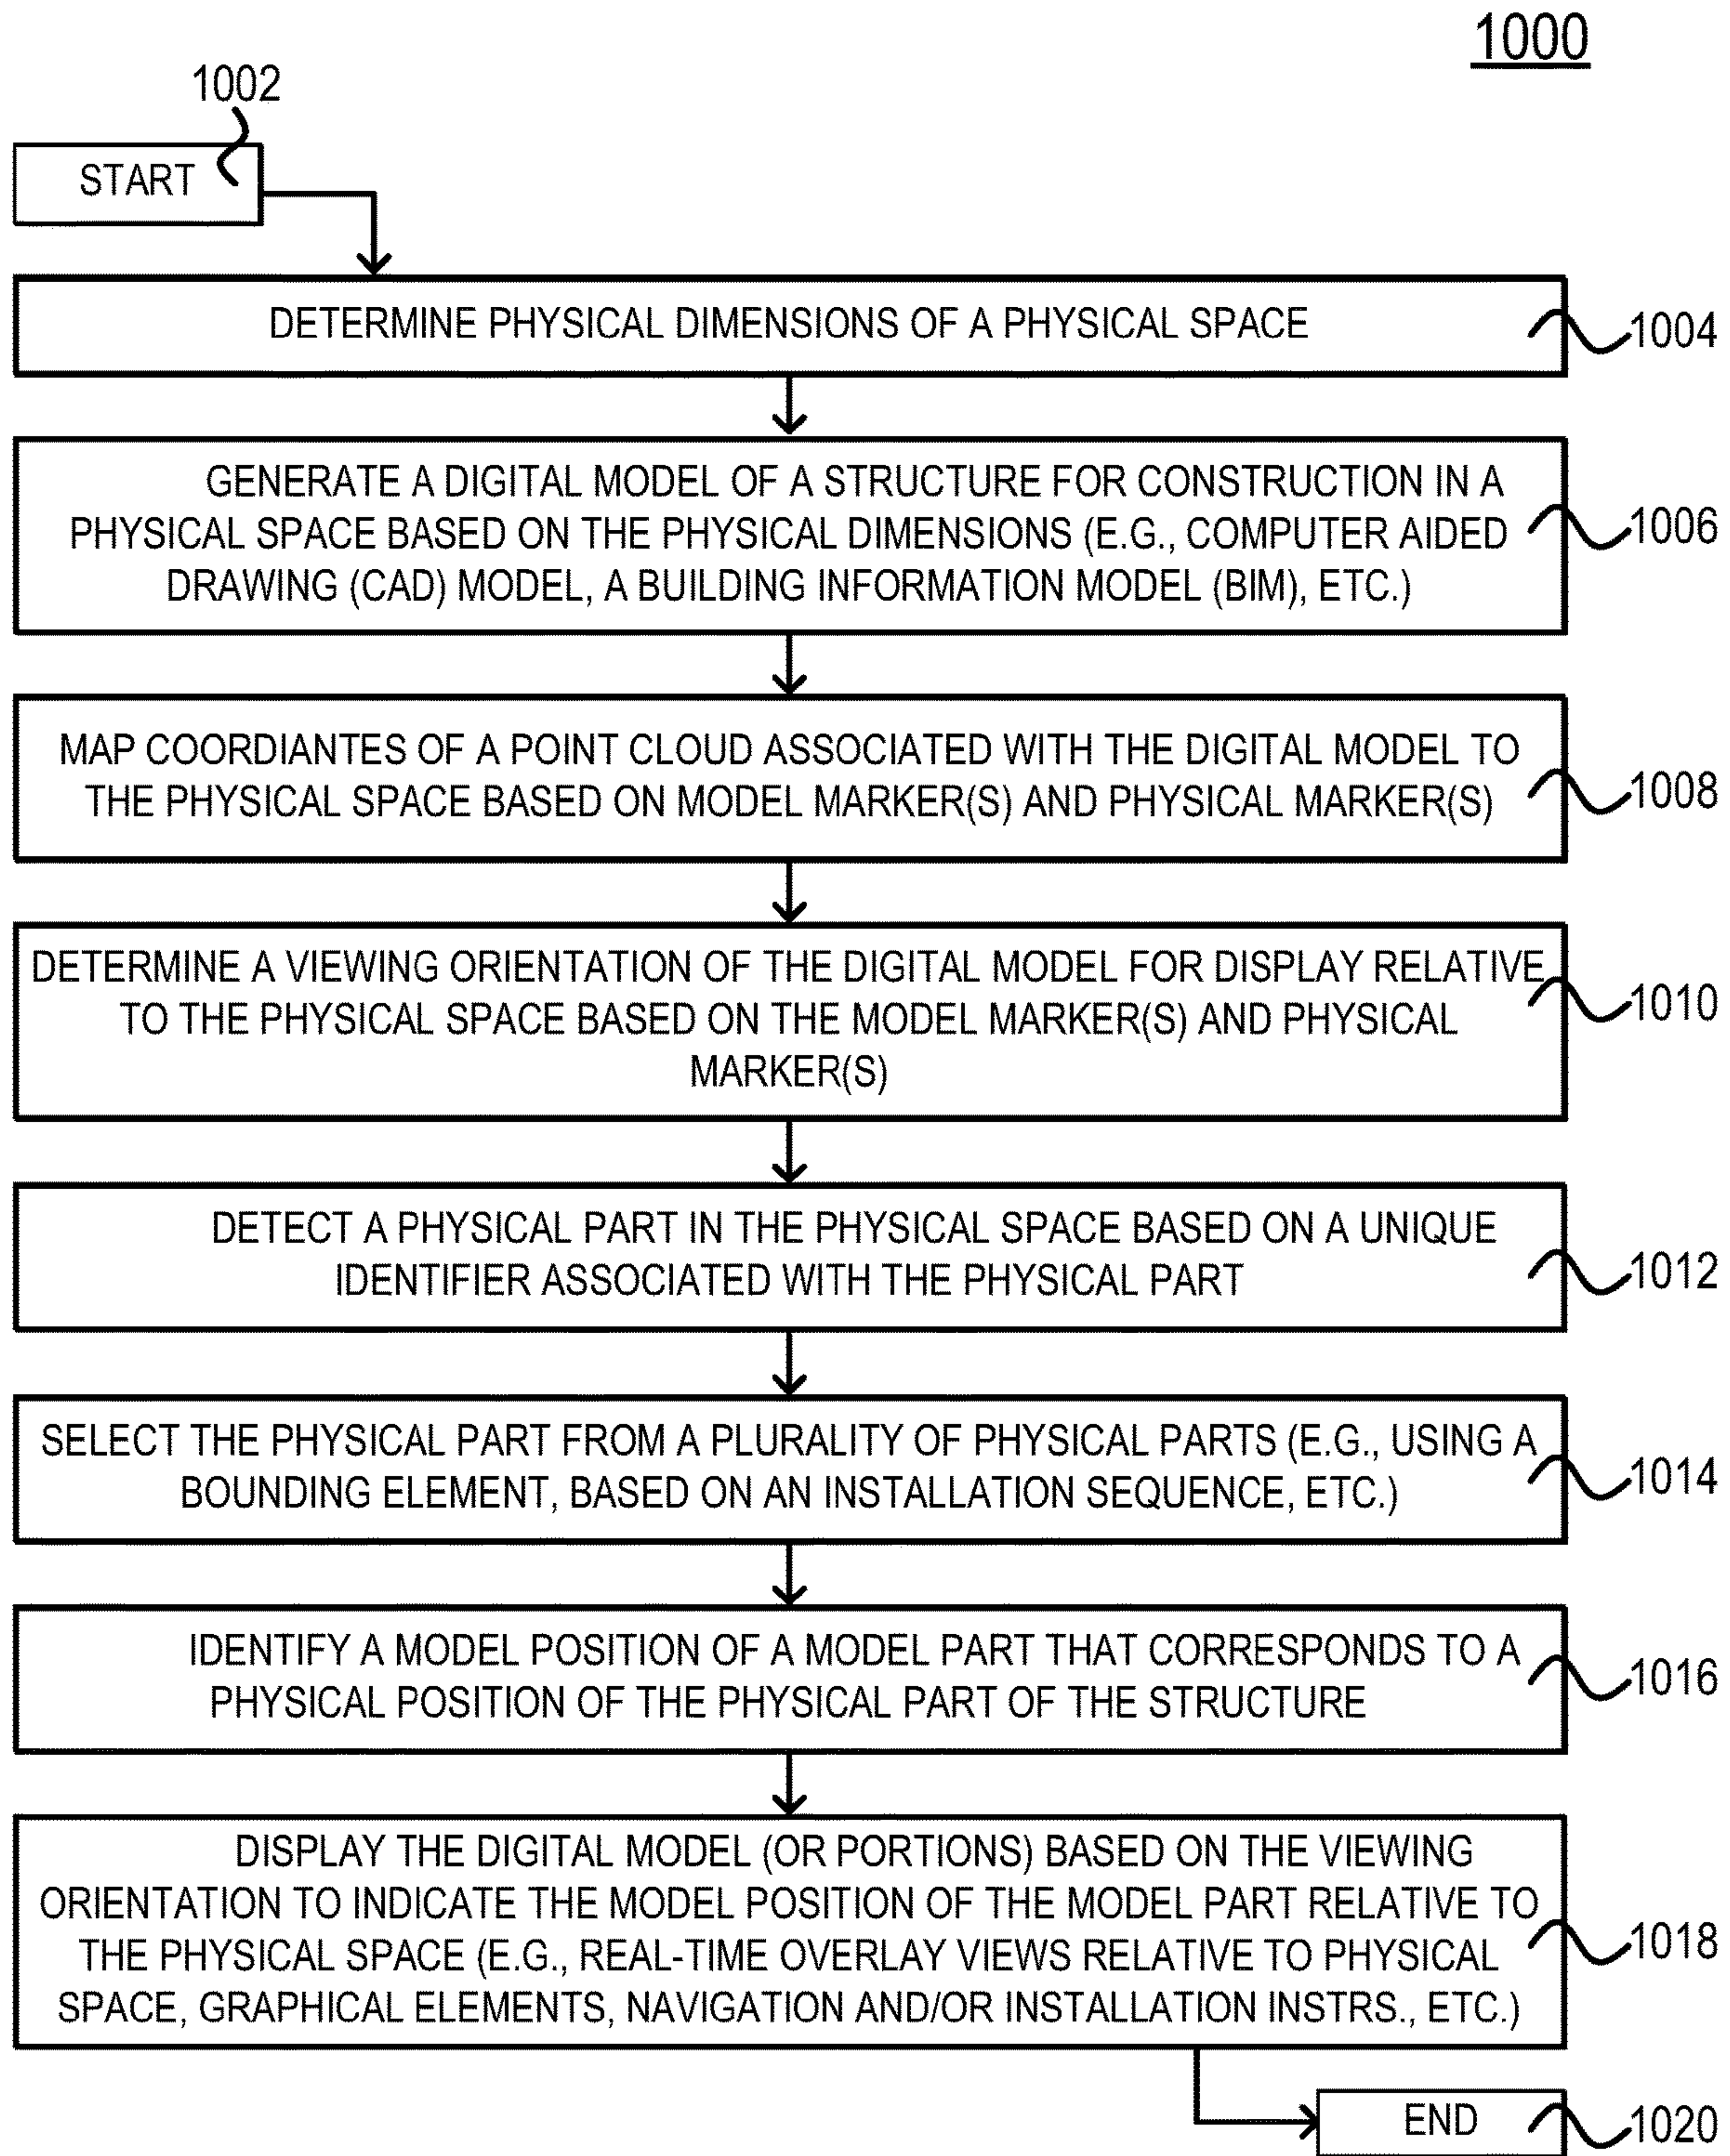 1000
1002
START
DETERMINE PHYSICAL DIMENSIONS OF A PHYSICAL SPACE
1004
GENERATE A DIGITAL MODEL OF A STRUCTURE FOR CONSTRUCTION IN A
PHYSICAL SPACE BASED ON THE PHYSICAL DIMENSIONS (E.G., COMPUTER AIDED
DRAWING (CAD) MODEL, A BUILDING INFORMATION MODEL (BIM), ETC.)
1006
MAP COORDIANTES OF A POINT CLOUD ASSOCIATED WITH THE DIGITAL MODEL TO
THE PHYSICAL SPACE BASED ON MODEL MARKER(S) AND PHYSICAL MARKER(S)
1008
DETERMINE A VIEWING ORIENTATION OF THE DIGITAL MODEL FOR DISPLAY RELATIVE
TO THE PHYSICAL SPACE BASED ON THE MODEL MARKER(S) AND PHYSICAL
MARKER(S)
1010
DETECT A PHYSICAL PART IN THE PHYSICAL SPACE BASED ON A UNIQUE
IDENTIFIER ASSOCIATED WITH THE PHYSICAL PART
1012
SELECT THE PHYSICAL PART FROM A PLURALITY OF PHYSICAL PARTS (E.G., USING A
BOUNDING ELEMENT, BASED ON AN INSTALLATION SEQUENCE, ETC.)
1014
IDENTIFY A MODEL POSITION OF A MODEL PART THAT CORRESPONDS TO A
PHYSICAL POSITION OF THE PHYSICAL PART OF THE STRUCTURE
1016
DISPLAY THE DIGITAL MODEL (OR PORTIONS) BASED ON THE VIEWING
ORIENTATION TO INDICATE THE MODEL POSITION OF THE MODEL PART RELATIVE TO
THE PHYSICAL SPACE (E.G., REAL-TIME OVERLAY VIEWS RELATIVE TO PHYSICAL
SPACE, GRAPHICAL ELEMENTS, NAVIGATION AND/OR INSTALLATION INSTRS., ETC.)
1018
END
1020